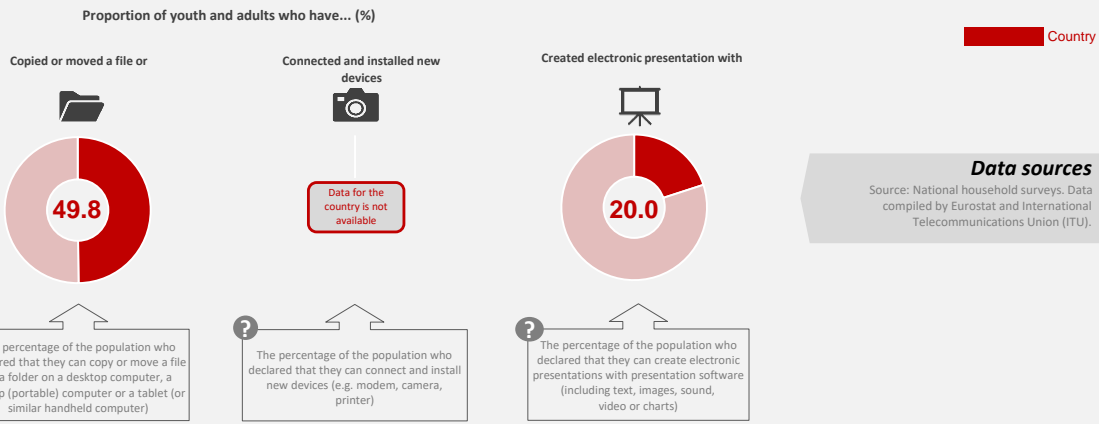 Proportion of youth and adults who have... (%)
Country
Copied or moved a file or
Connected and installed new
devices
Created electronic presentation with
49.8
Data for the
country is not
available
20.0
Data sources
Source: National household surveys. Data
compiled by Eurostat and International
Telecommunications Union (ITU).
percentage of the population who
that they can copy or move a file
a folder on a desktop computer, a
(portable) computer or a tablet (or
similar handheld computer)
?
The percentage of the population who
declared that they can connect and install
new devices (e.g. modem, camera,
printer)
?
The percentage of the population who
declared that they can create electronic
presentations with presentation software
(including text, images, sound,
video or charts)